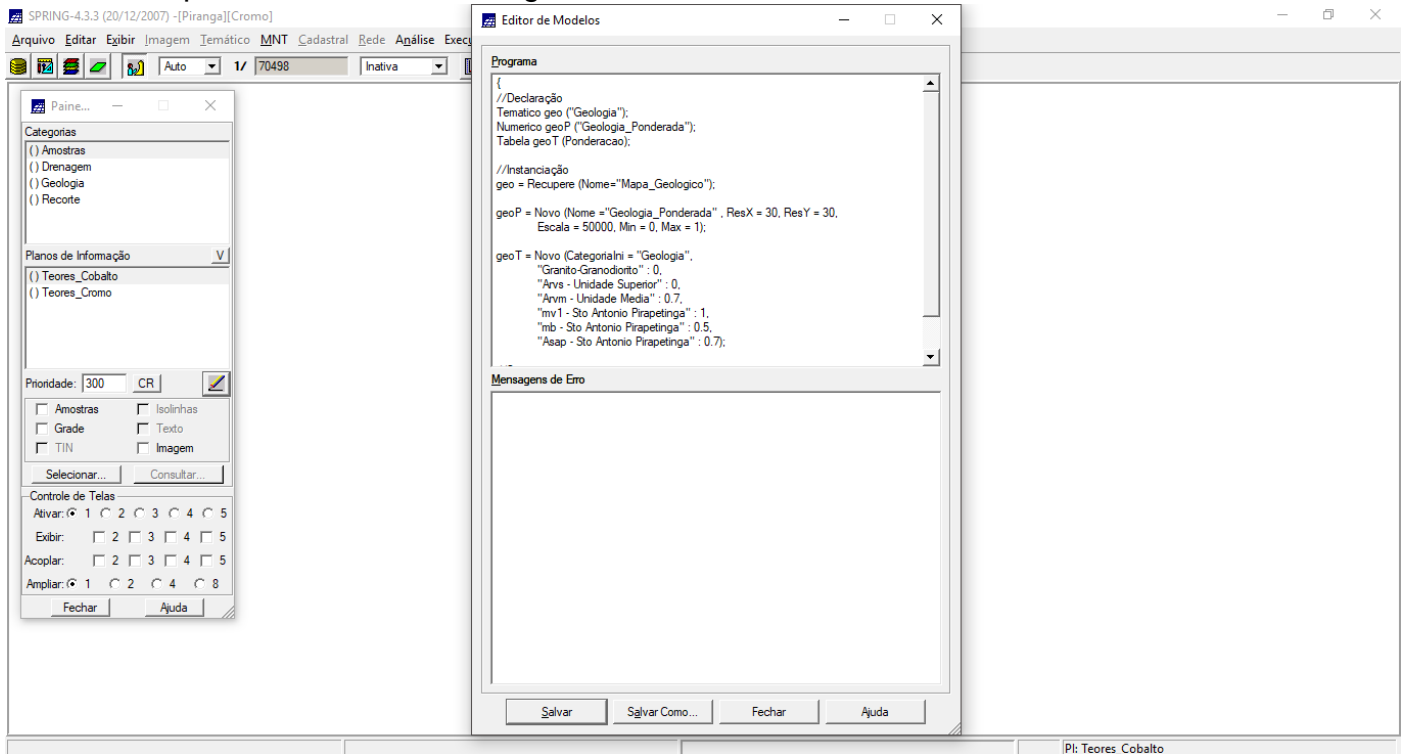 SPRING-4.3.3 (20/12/2007) -[Piranga][Cromo]
Arquivo Editar Exibir Imagem Temático MNT Cadastral Rede Análise Execu
Auto 1/ 70498 Inativa
Paine...
Categorias
() Amostras
() Drenagem
() Geologia
() Recorte
Planos de Informação V
() Teores_Cobalto
() Teores_Cromo
Prioridade: 300 CR
Amostras Isolinhas
Grade Texto
TIN Imagem
Selecionar... Consultar...
Controle de Telas
Ativar: 1 2 3 4 5
Exibir: 2 3 4 5
Acoplar: 2 3 4 5
Ampliar: 1 2 4 8
Fechar Ajuda
Editor de Modelos
Programa
{
//Declaração
Tematico geo ("Geologia");
Numerico geoP ("Geologia_Ponderada");
Tabela geoT (Ponderacao);
//Instanciação
geo = Recupere (Nome="Mapa_Geologico");
geoP = Novo (Nome ="Geologia_Ponderada" , ResX = 30, ResY = 30,
Escala = 50000, Min = 0, Max = 1);
geoT = Novo (CategoriaIni = "Geologia",
"Granito-Granodiorito" : 0,
"Arvs - Unidade Superior" : 0,
"Arvm - Unidade Media" : 0.7,
"mv1 - Sto Antonio Pirapetinga" : 1,
"mb - Sto Antonio Pirapetinga" : 0.5,
"Asap - Sto Antonio Pirapetinga" : 0.7);
Mensagens de Erro
Salvar Salvar Como... Fechar Ajuda
PI: Teores_Cobalto